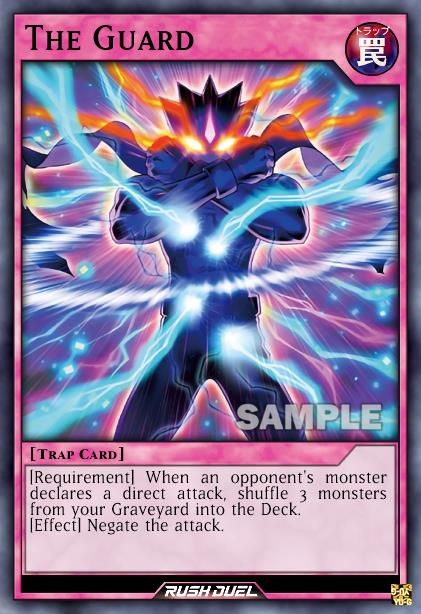 The Guard
トラップ
罠
SAMPLE
[Trap Card]
[Requirement] When an opponent's monster
declares a direct attack, shuffle 3 monsters
from your Graveyard into the Deck.
[Effect] Negate the attack.
RUSH DUEL